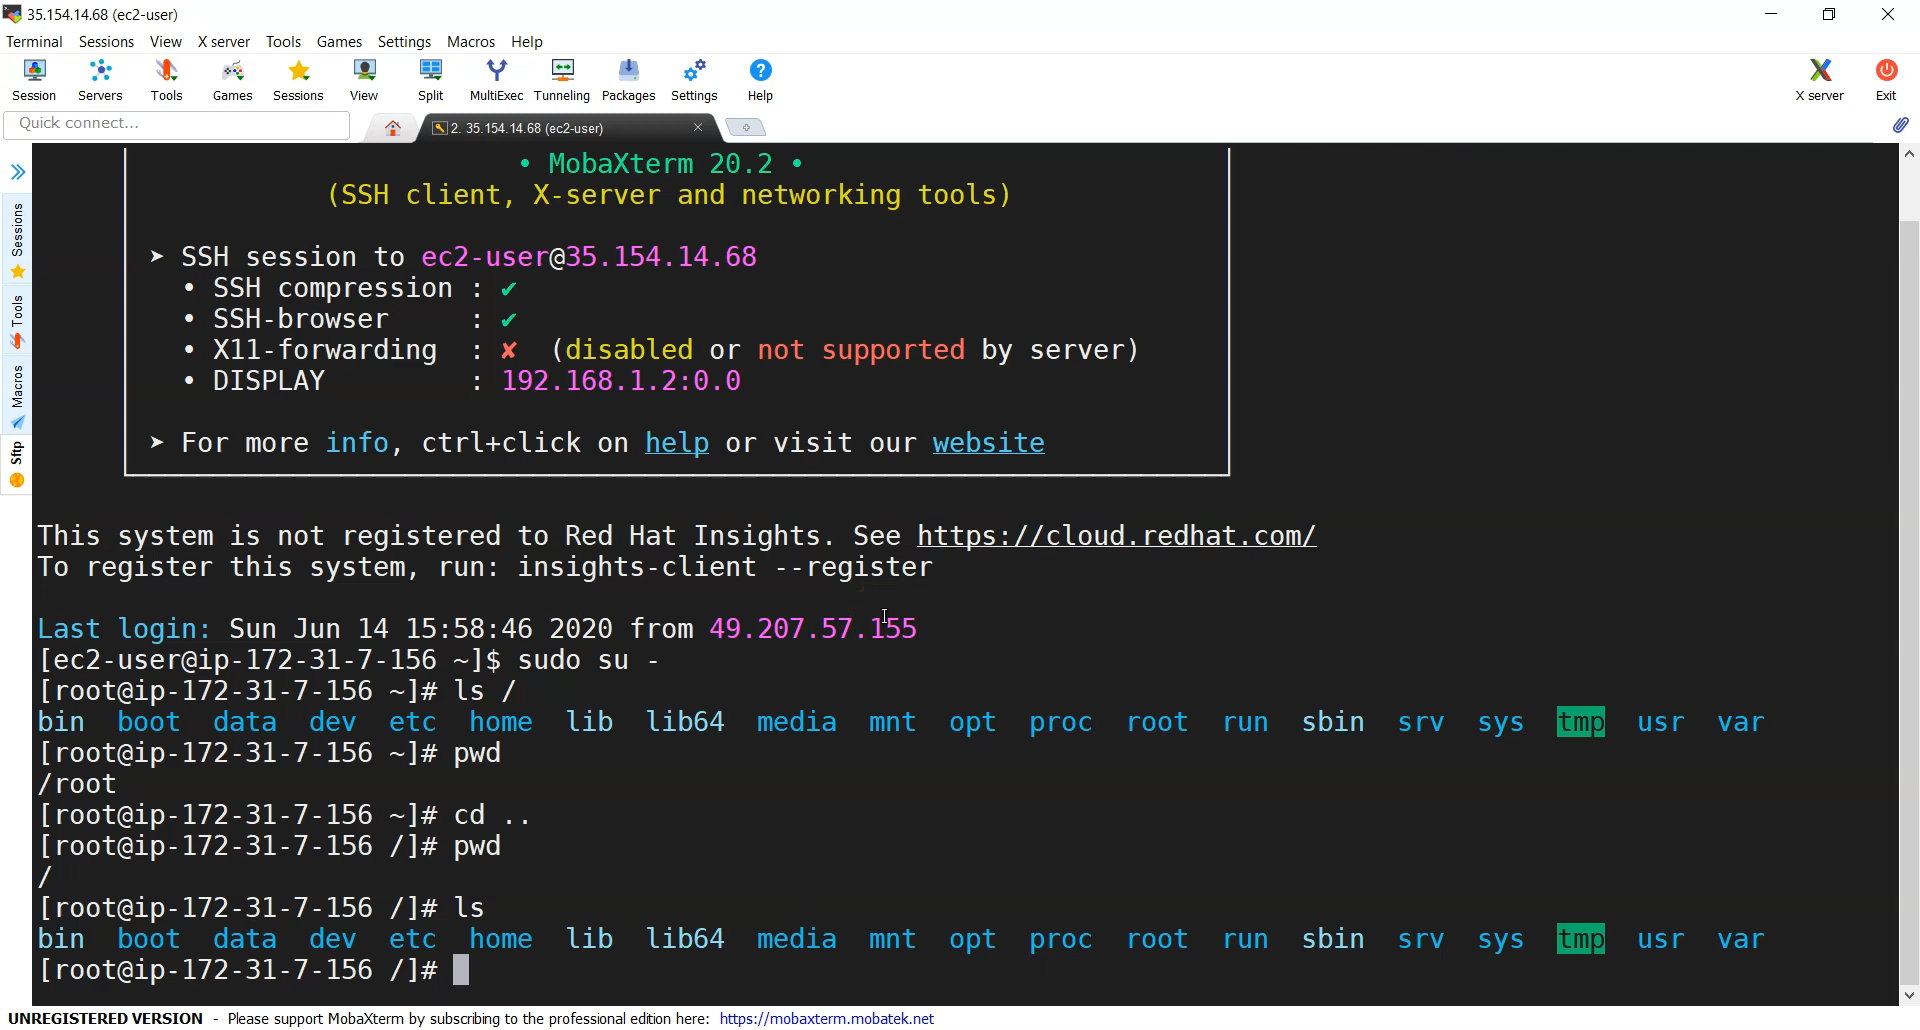 35.154.14.68 (ec2-user)
Terminal Sessions View X server Tools Games Settings Macros Help
Session Servers Tools Games Sessions View Split MultiExec Tunneling Packages Settings Help X server Exit
Quick connect...
2. 35.154.14.68 (ec2-user)
Sessions
Tools
Macros
Sftp
• MobaXterm 20.2 •
(SSH client, X-server and networking tools)
➤ SSH session to ec2-user@35.154.14.68
• SSH compression : ✔
• SSH-browser     : ✔
• X11-forwarding  : ✘  (disabled or not supported by server)
• DISPLAY         : 192.168.1.2:0.0
➤ For more info, ctrl+click on help or visit our website
This system is not registered to Red Hat Insights. See https://cloud.redhat.com/
To register this system, run: insights-client --register
Last login: Sun Jun 14 15:58:46 2020 from 49.207.57.155
[ec2-user@ip-172-31-7-156 ~]$ sudo su -
[root@ip-172-31-7-156 ~]# ls /
bin  boot  data  dev  etc  home  lib  lib64  media  mnt  opt  proc  root  run  sbin  srv  sys  tmp  usr  var
[root@ip-172-31-7-156 ~]# pwd
/root
[root@ip-172-31-7-156 ~]# cd ..
[root@ip-172-31-7-156 /]# pwd
/
[root@ip-172-31-7-156 /]# ls
bin  boot  data  dev  etc  home  lib  lib64  media  mnt  opt  proc  root  run  sbin  srv  sys  tmp  usr  var
[root@ip-172-31-7-156 /]#
UNREGISTERED VERSION - Please support MobaXterm by subscribing to the professional edition here: https://mobaxterm.mobatek.net